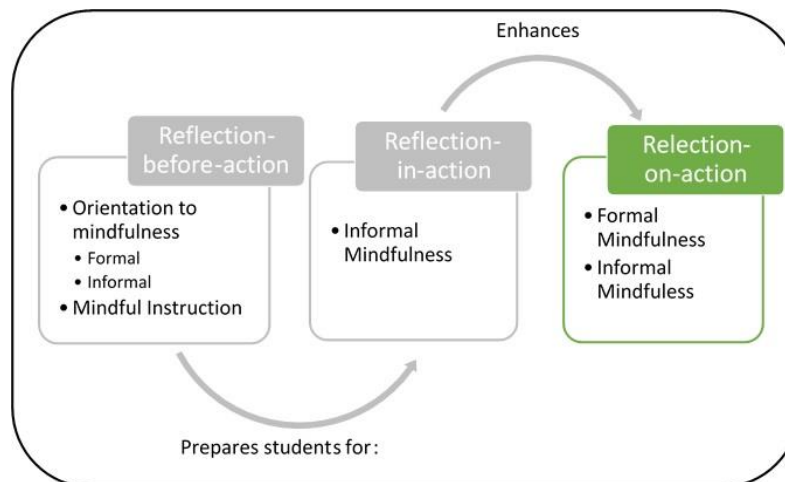 Enhances
Reflection-
before-action
• Orientation to
mindfulness
• Formal
• Informal
• Mindful Instruction
Reflection-
in-action
• Informal
Mindfulness
Relection-
on-action
• Formal
Mindfulness
• Informal
Mindfuless
Prepares students for: